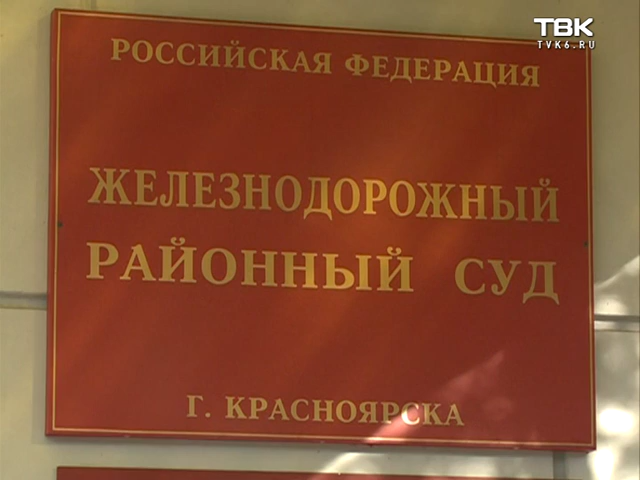 ТВК
TVK6.RU
РОССИЙСКАЯ ФЕДЕРАЦИЯ
ЖЕЛЕЗНОДОРОЖНЫЙ
РАЙОННЫЙ СУД
Г. КРАСНОЯРСКА